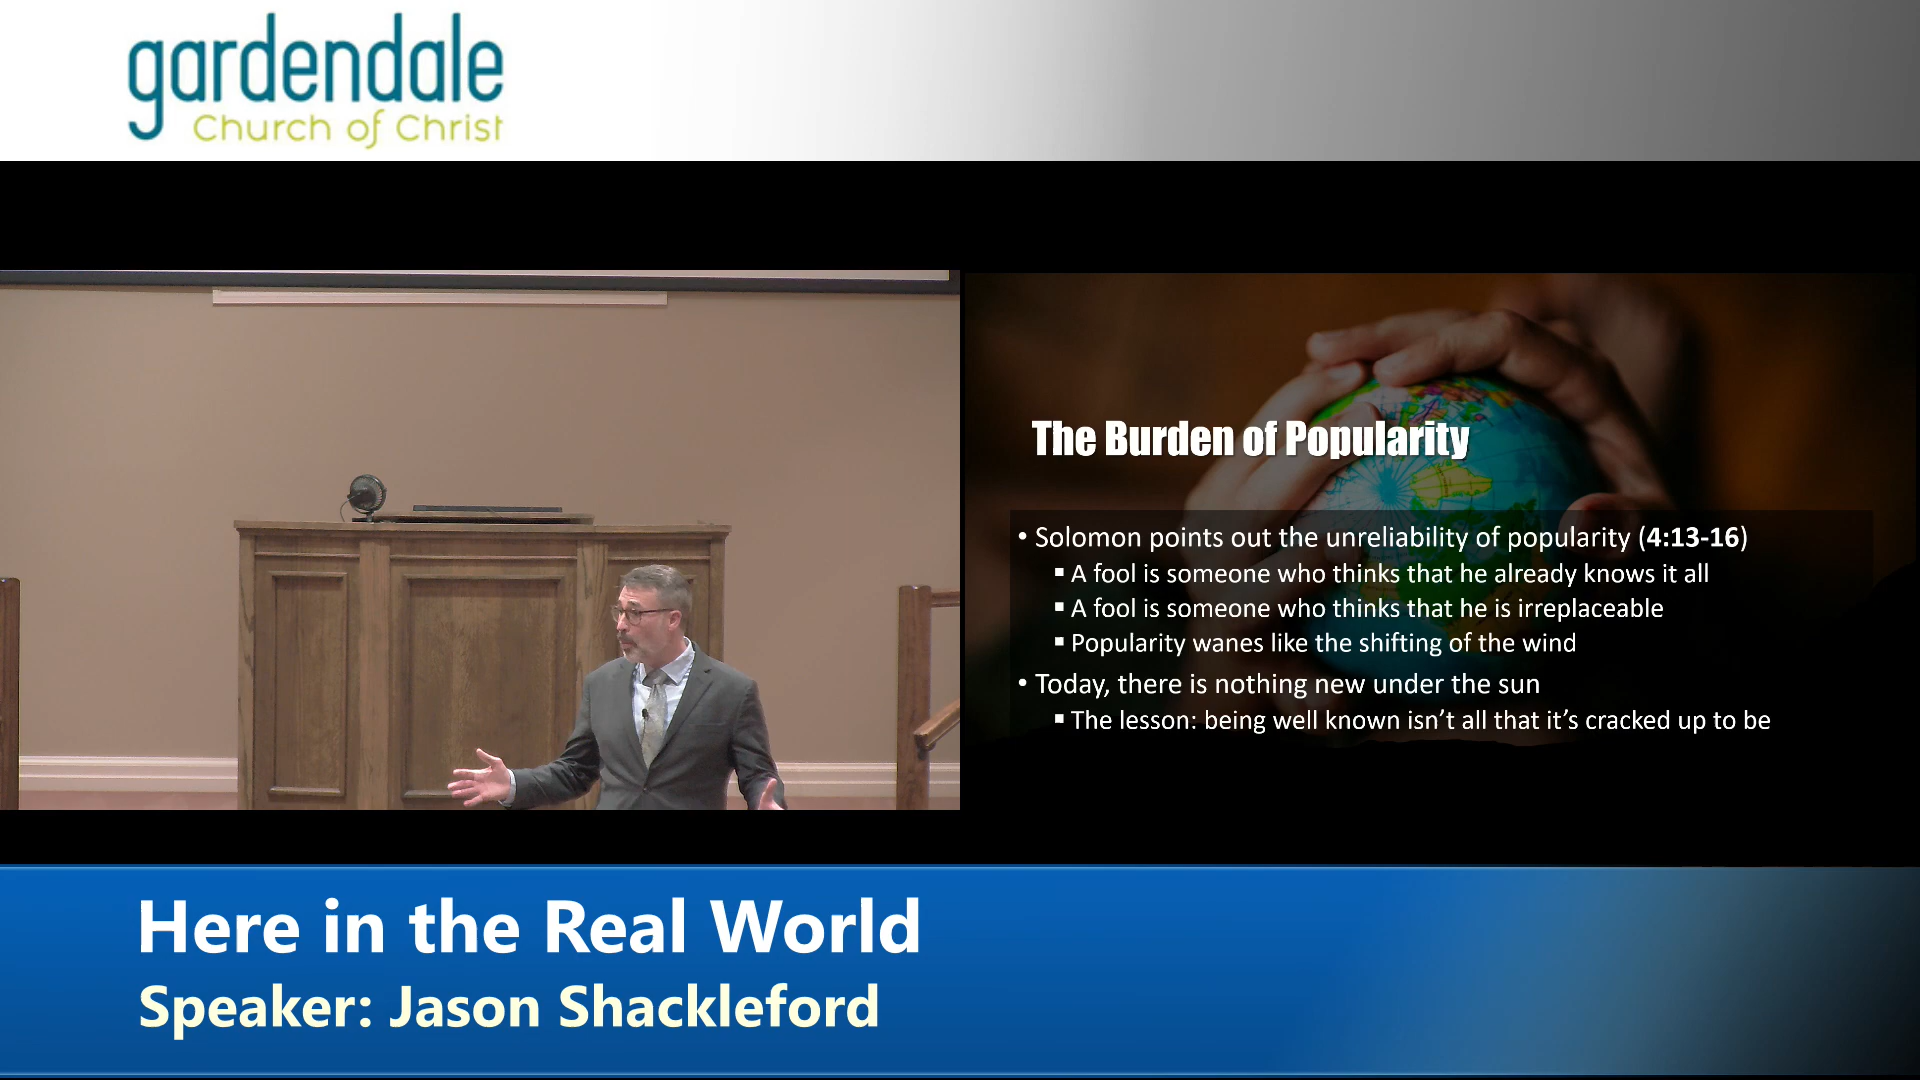 gardendale
Church of Christ
The Burden of Popularity
• Solomon points out the unreliability of popularity (4:13-16)
▪ A fool is someone who thinks that he already knows it all
▪ A fool is someone who thinks that he is irreplaceable
▪ Popularity wanes like the shifting of the wind
• Today, there is nothing new under the sun
▪ The lesson: being well known isn’t all that it’s cracked up to be
Here in the Real World
Speaker: Jason Shackleford